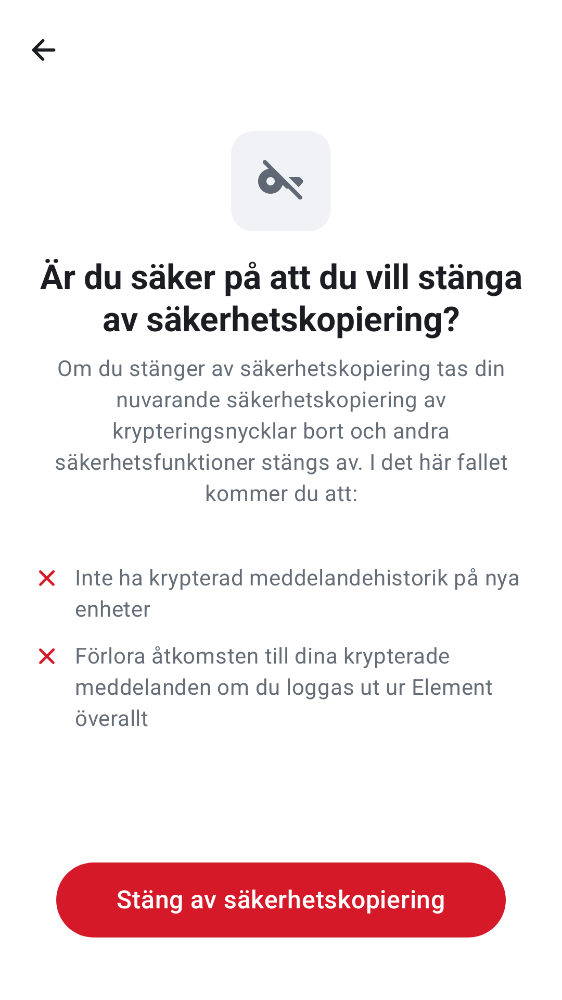 Är du säker på att du vill stänga
av säkerhetskopiering?
Om du stänger av säkerhetskopiering tas din
nuvarande säkerhetskopiering av
krypteringsnycklar bort och andra
säkerhetsfunktioner stängs av. I det här fallet
kommer du att:
Inte ha krypterad meddelandehistorik på nya
enheter
Förlora åtkomsten till dina krypterade
meddelanden om du loggas ut ur Element
överallt
Stäng av säkerhetskopiering